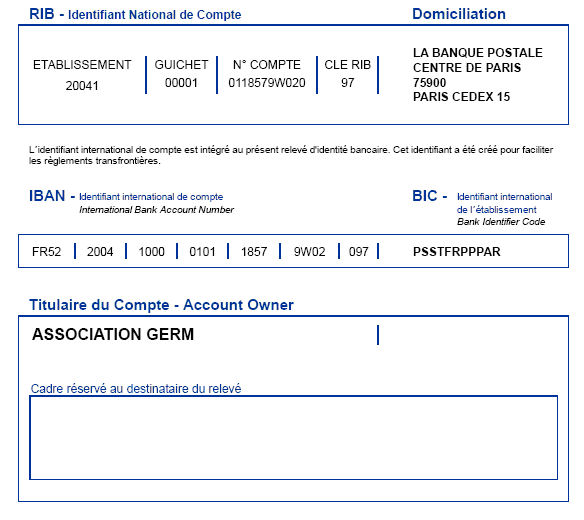 RIB - Identifiant National de Compte
Domiciliation
ETABLISSEMENT GUICHET N° COMPTE CLE RIB
20041 00001 0118579W020 97
LA BANQUE POSTALE
CENTRE DE PARIS
75900
PARIS CEDEX 15
L´identifiant international de compte est intégré au présent relevé d'identité bancaire. Cet identifiant a été créé pour faciliter
les règlements transfrontières.
IBAN - Identifiant international de compte
International Bank Account Number
BIC - Identifiant international
de l´établissement
Bank Identifier Code
FR52 2004 1000 0101 1857 9W02 097 PSSTFRPPPAR
Titulaire du Compte - Account Owner
ASSOCIATION GERM
Cadre réservé au destinataire du relevé